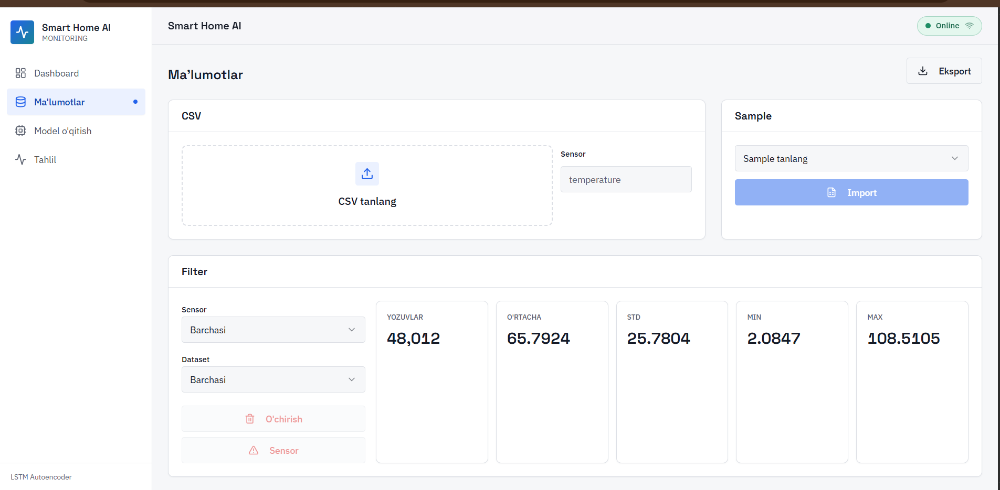 Smart Home AI
MONITORING
Dashboard
Ma'lumotlar
Model o'qitish
Tahlil
LSTM Autoencoder
Smart Home AI
Online
Ma’lumotlar
Eksport
CSV
CSV tanlang
Sensor
temperature
Sample
Sample tanlang
Import
Filter
Sensor
Barchasi
Dataset
Barchasi
O'chirish
Sensor
YOZUVLAR
48,012
O'RTACHA
65.7924
STD
25.7804
MIN
2.0847
MAX
108.5105